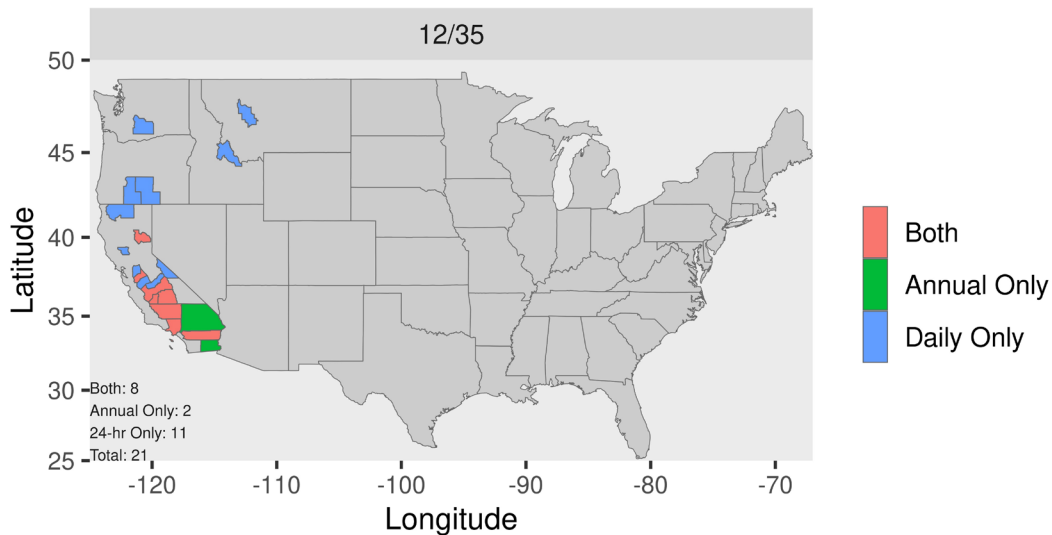 12/35
50
45
40
35
30
25
Latitude
Both: 8
Annual Only: 2
24-hr Only: 11
Total: 21
-120 -110 -100 -90 -80 -70
Longitude
Both
Annual Only
Daily Only